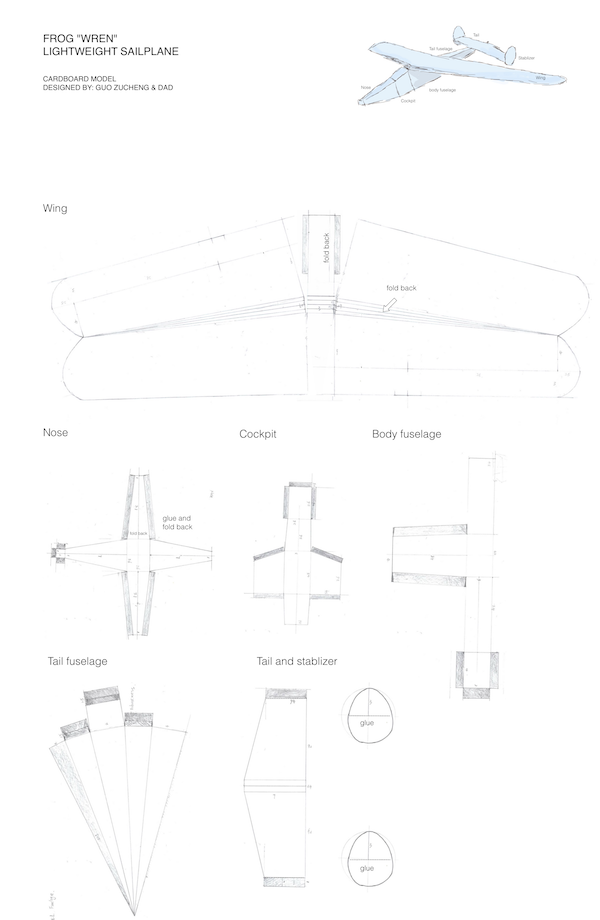 FROG "WREN"
LIGHTWEIGHT SAILPLANE
CARDBOARD MODEL
DESIGNED BY: GUO ZUCHENG & DAD
Tail
Tail fuselage
Stablizer
Wing
Nose
body fuselage
Cockpit
Wing
fold back
fold back
Nose
Cockpit
Body fuselage
glue and
fold back
fold back
Tail fuselage
Tail and stablizer
glue
glue